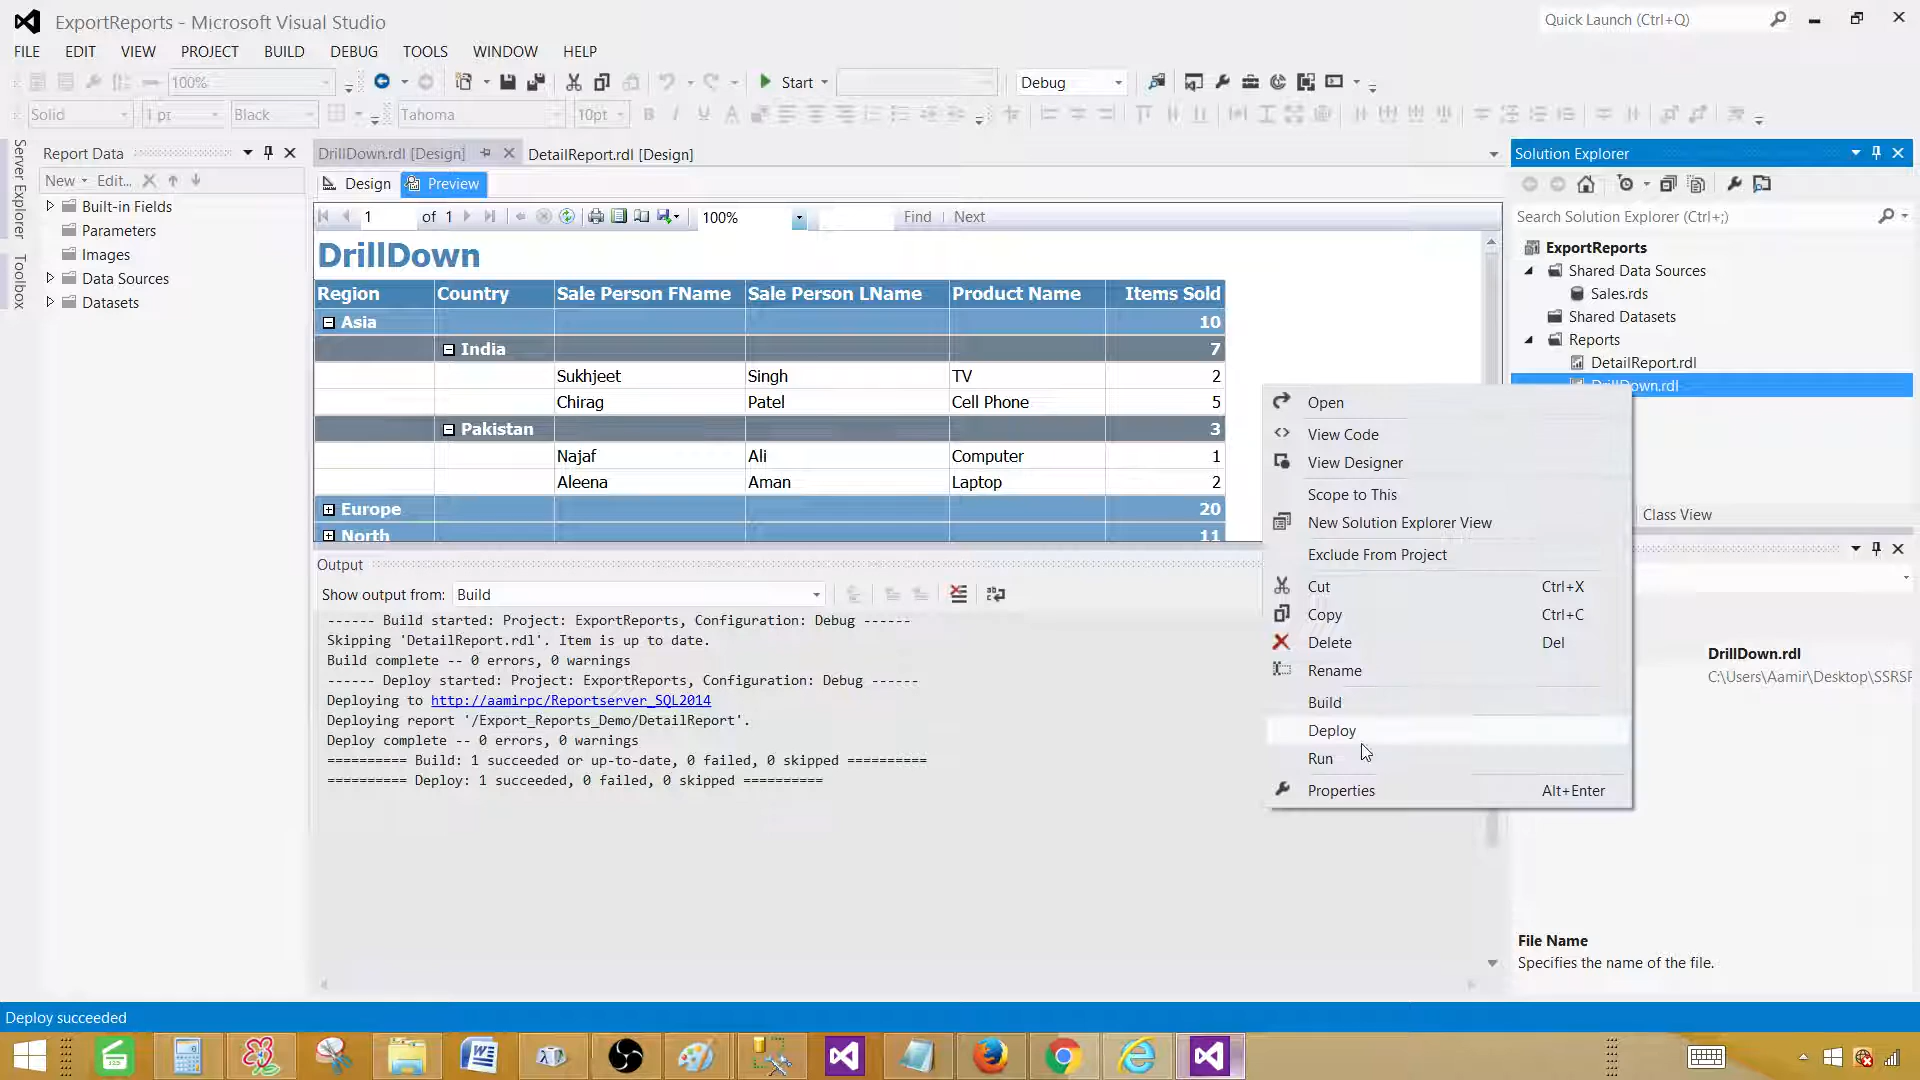 ExportReports - Microsoft Visual Studio
Quick Launch (Ctrl+Q)
FILE EDIT VIEW PROJECT BUILD DEBUG TOOLS WINDOW HELP
100% Start Debug
Solid 1 pt Black Tahoma 10pt B I U A
Server Explorer
Toolbox
Report Data
New Edit...
Built-in Fields
Parameters
Images
Data Sources
Datasets
DrillDown.rdl [Design] DetailReport.rdl [Design]
Design Preview
1 of 1 100% Find Next
DrillDown
Region Country Sale Person FName Sale Person LName Product Name Items Sold
Asia 10
India 7
Sukhjeet Singh TV 2
Chirag Patel Cell Phone 5
Pakistan 3
Najaf Ali Computer 1
Aleena Aman Laptop 2
Europe 20
North 11
Output
Show output from: Build
------ Build started: Project: ExportReports, Configuration: Debug ------
Skipping 'DetailReport.rdl'. Item is up to date.
Build complete -- 0 errors, 0 warnings
------ Deploy started: Project: ExportReports, Configuration: Debug ------
Deploying to http://aamirpc/Reportserver_SQL2014
Deploying report '/Export_Reports_Demo/DetailReport'.
Deploy complete -- 0 errors, 0 warnings
========== Build: 1 succeeded or up-to-date, 0 failed, 0 skipped ==========
========== Deploy: 1 succeeded, 0 failed, 0 skipped ==========
Solution Explorer
Search Solution Explorer (Ctrl+;)
ExportReports
Shared Data Sources
Sales.rds
Shared Datasets
Reports
DetailReport.rdl
DrillDown.rdl
Open
View Code
View Designer
Scope to This
New Solution Explorer View
Exclude From Project
Cut Ctrl+X
Copy Ctrl+C
Delete Del
Rename
Build
Deploy
Run
Properties Alt+Enter
Class View
DrillDown.rdl
C:\Users\Aamir\Desktop\SSRSF
File Name
Specifies the name of the file.
Deploy succeeded